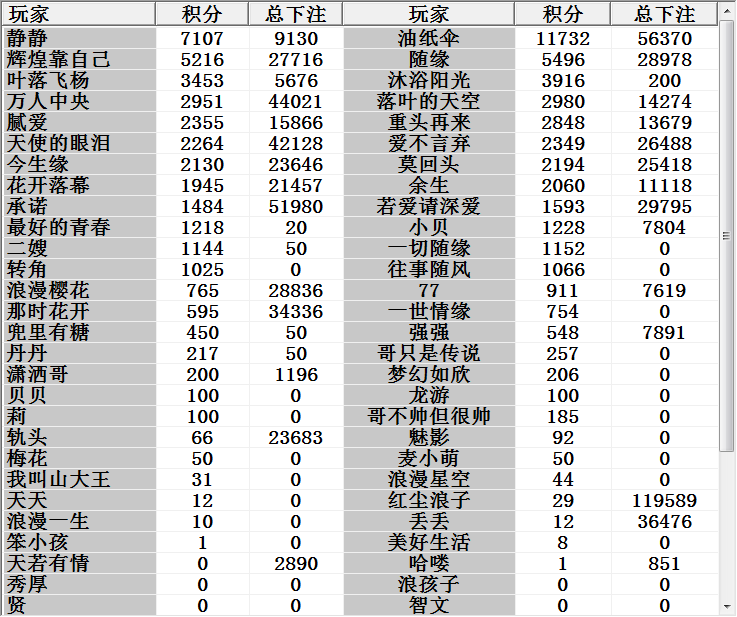 玩家 积分 总下注 玩家 积分 总下注
静静 7107 9130 油纸伞 11732 56370
辉煌靠自己 5216 27716 随缘 5496 28978
叶落飞杨 3453 5676 沐浴阳光 3916 200
万人中央 2951 44021 落叶的天空 2980 14274
腻爱 2355 15866 重头再来 2848 13679
天使的眼泪 2264 42128 爱不言弃 2349 26488
今生缘 2130 23646 莫回头 2194 25418
花开落幕 1945 21457 余生 2060 11118
承诺 1484 51980 若爱请深爱 1593 29795
最好的青春 1218 20 小贝 1228 7804
二嫂 1144 50 一切随缘 1152 0
转角 1025 0 往事随风 1066 0
浪漫樱花 765 28836 77 911 7619
那时花开 595 34336 一世情缘 754 0
兜里有糖 450 50 强强 548 7891
丹丹 217 50 哥只是传说 257 0
潇洒哥 200 1196 梦幻如欣 206 0
贝贝 100 0 龙游 100 0
莉 100 0 哥不帅但很帅 185 0
轨头 66 23683 魅影 92 0
梅花 50 0 麦小萌 50 0
我叫山大王 31 0 浪漫星空 44 0
天天 12 0 红尘浪子 29 119589
浪漫一生 10 0 丢丢 12 36476
笨小孩 1 0 美好生活 8 0
天若有情 0 2890 哈喽 1 851
秀厚 0 0 浪孩子 0 0
贤 0 0 智文 0 0